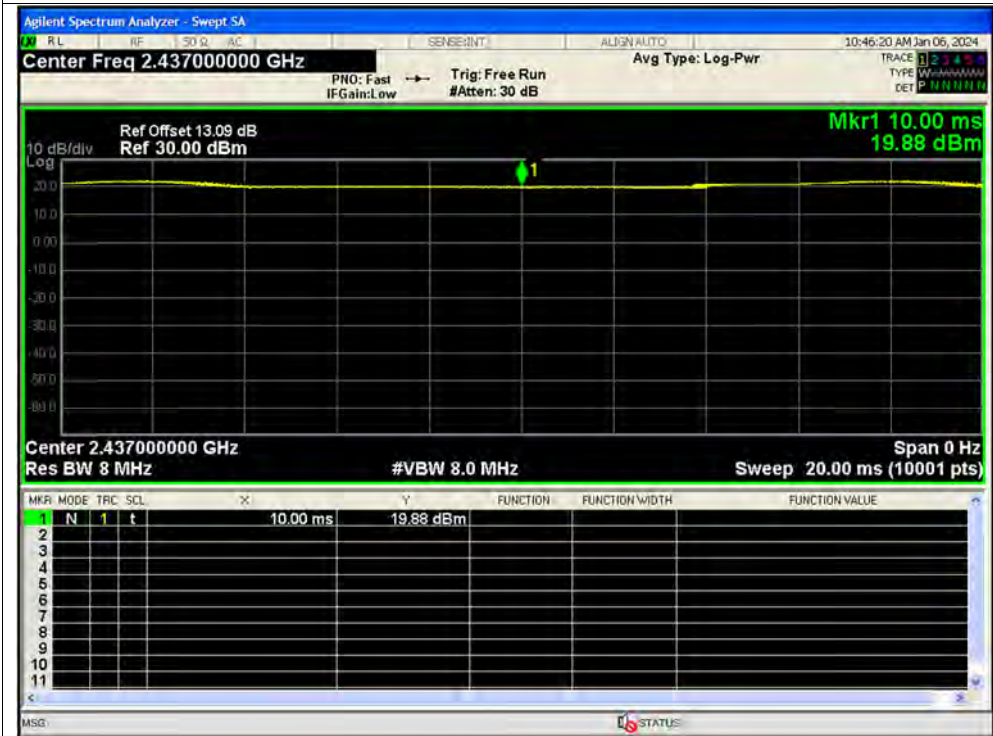 Agilent Spectrum Analyzer - Swept SA
RL RF 50 Ω AC SENSE:INT ALIGN AUTO 10:46:20 AM Jan 06, 2024
Center Freq 2.437000000 GHz Avg Type: Log-Pwr TRACE 1 2 3 4 5 6
PNO: Fast Trig: Free Run TYPE W
IFGain:Low #Atten: 30 dB DET P N N N N N
Mkr1 10.00 ms
Ref Offset 13.09 dB
10 dB/div Ref 30.00 dBm 19.88 dBm
Log
1
20.0
10.0
0.00
-10.0
-20.0
-30.0
-40.0
-50.0
-60.0
Center 2.437000000 GHz Span 0 Hz
Res BW 8 MHz #VBW 8.0 MHz Sweep 20.00 ms (10001 pts)
MKR MODE TRC SCL X Y FUNCTION FUNCTION WIDTH FUNCTION VALUE
1 N 1 t 10.00 ms 19.88 dBm
2
3
4
5
6
7
8
9
10
11
MSG STATUS